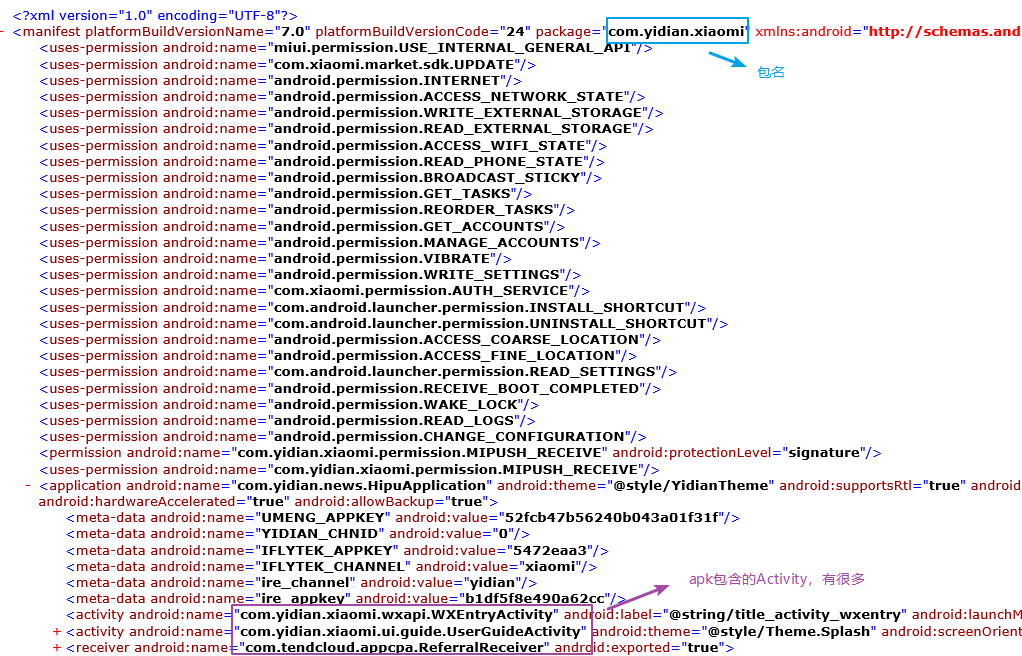 <?xml version="1.0" encoding="UTF-8"?>
- <manifest platformBuildVersionName="7.0" platformBuildVersionCode="24" package="com.yidian.xiaomi" xmlns:android="http://schemas.and
<uses-permission android:name="miui.permission.USE_INTERNAL_GENERAL_API"/>
<uses-permission android:name="com.xiaomi.market.sdk.UPDATE"/>
包名
<uses-permission android:name="android.permission.INTERNET"/>
<uses-permission android:name="android.permission.ACCESS_NETWORK_STATE"/>
<uses-permission android:name="android.permission.WRITE_EXTERNAL_STORAGE"/>
<uses-permission android:name="android.permission.READ_EXTERNAL_STORAGE"/>
<uses-permission android:name="android.permission.ACCESS_WIFI_STATE"/>
<uses-permission android:name="android.permission.READ_PHONE_STATE"/>
<uses-permission android:name="android.permission.BROADCAST_STICKY"/>
<uses-permission android:name="android.permission.GET_TASKS"/>
<uses-permission android:name="android.permission.REORDER_TASKS"/>
<uses-permission android:name="android.permission.GET_ACCOUNTS"/>
<uses-permission android:name="android.permission.MANAGE_ACCOUNTS"/>
<uses-permission android:name="android.permission.VIBRATE"/>
<uses-permission android:name="android.permission.WRITE_SETTINGS"/>
<uses-permission android:name="com.xiaomi.permission.AUTH_SERVICE"/>
<uses-permission android:name="com.android.launcher.permission.INSTALL_SHORTCUT"/>
<uses-permission android:name="com.android.launcher.permission.UNINSTALL_SHORTCUT"/>
<uses-permission android:name="android.permission.ACCESS_COARSE_LOCATION"/>
<uses-permission android:name="android.permission.ACCESS_FINE_LOCATION"/>
<uses-permission android:name="com.android.launcher.permission.READ_SETTINGS"/>
<uses-permission android:name="android.permission.RECEIVE_BOOT_COMPLETED"/>
<uses-permission android:name="android.permission.WAKE_LOCK"/>
<uses-permission android:name="android.permission.READ_LOGS"/>
<uses-permission android:name="android.permission.CHANGE_CONFIGURATION"/>
<permission android:name="com.yidian.xiaomi.permission.MIPUSH_RECEIVE" android:protectionLevel="signature"/>
<uses-permission android:name="com.yidian.xiaomi.permission.MIPUSH_RECEIVE"/>
- <application android:name="com.yidian.news.HipuApplication" android:theme="@style/YidianTheme" android:supportsRtl="true" android
android:hardwareAccelerated="true" android:allowBackup="true">
<meta-data android:name="UMENG_APPKEY" android:value="52fcb47b56240b043a01f31f"/>
<meta-data android:name="YIDIAN_CHNID" android:value="0"/>
<meta-data android:name="IFLYTEK_APPKEY" android:value="5472eaa3"/>
<meta-data android:name="IFLYTEK_CHANNEL" android:value="xiaomi"/>
<meta-data android:name="ire_channel" android:value="yidian"/>
apk包含的Activity，有很多
<meta-data android:name="ire_appkey" android:value="b1df5f8e490a62cc"/>
<activity android:name="com.yidian.xiaomi.wxapi.WXEntryActivity" android:label="@string/title_activity_wxentry" android:launchM
+ <activity android:name="com.yidian.xiaomi.ui.guide.UserGuideActivity" android:theme="@style/Theme.Splash" android:screenOrient
+ <receiver android:name="com.tendcloud.appcpa.ReferralReceiver" android:exported="true">